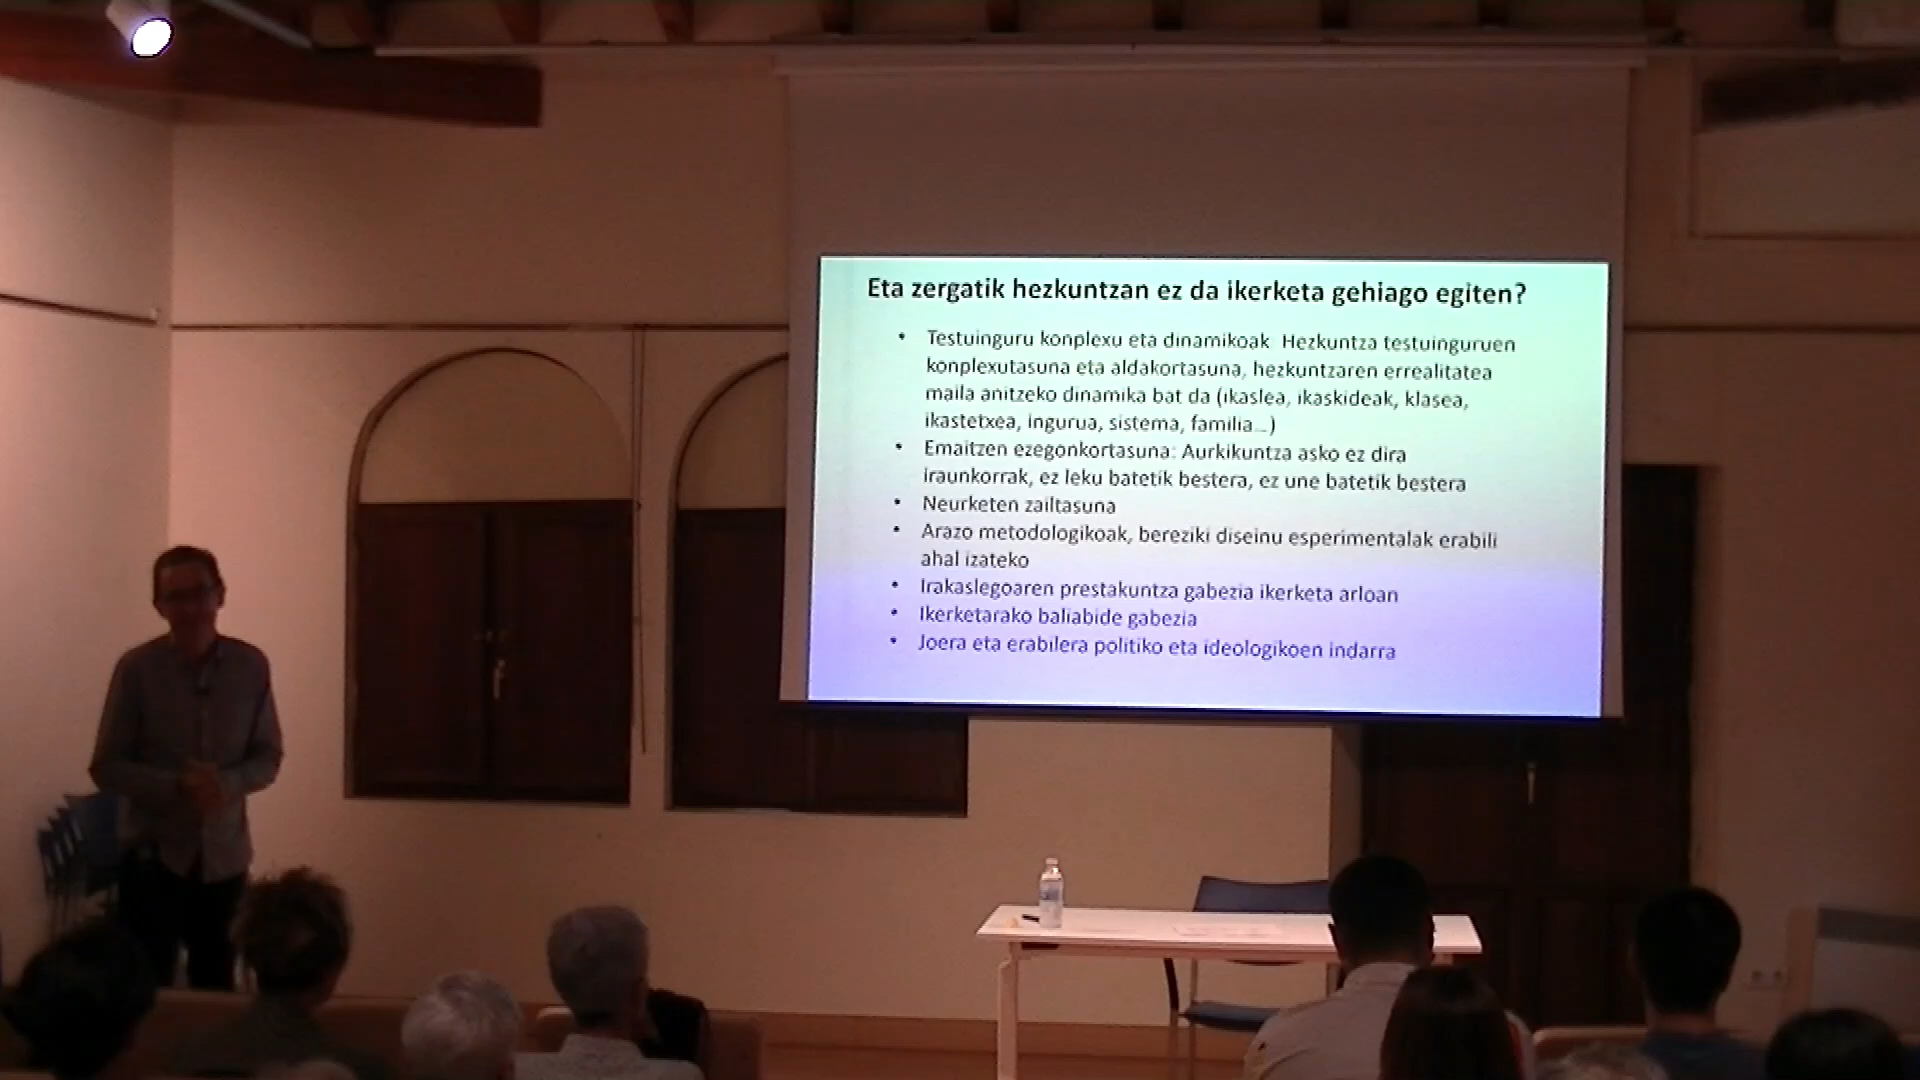 Eta zergatik hezkuntzan ez da ikerketa gehiago egiten?
• Testuinguru konplexu eta dinamikoak Hezkuntza testuinguruen
konplexutasuna eta aldakortasuna, hezkuntzaren errealitatea
maila anitzeko dinamika bat da (ikaslea, ikaskideak, klasea,
ikastetxea, ingurua, sistema, familia...)
• Emaitzen ezegonkortasuna: Aurkikuntza asko ez dira
iraunkorrak, ez leku batetik bestera, ez une batetik bestera
• Neurketen zailtasuna
• Arazo metodologikoak, bereziki diseinu esperimentalak erabili
ahal izateko
• Irakaslegoaren prestakuntza gabezia ikerketa arloan
• Ikerketarako baliabide gabezia
• Joera eta erabilera politiko eta ideologikoen indarra